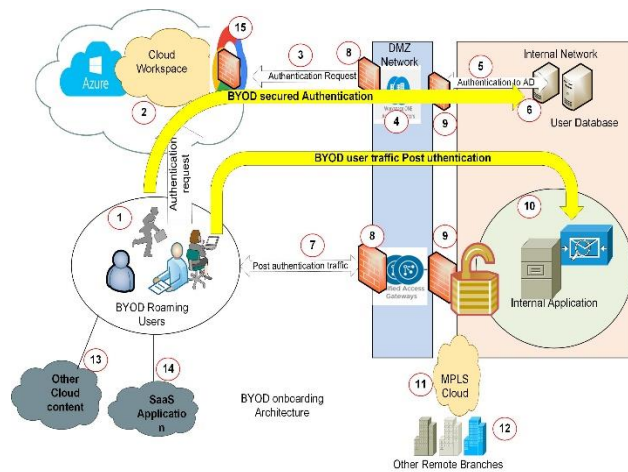 15
3
8
DMZ
Network
Internal Network
5
Cloud
Workspace
Azure
Authentication Request
Authentication to AD
2
BYOD secured Authentication
4
9
6
User Database
Authentication
request
BYOD user traffic Post uthentication
1
10
7
8
9
Post authentication traffic
ified Access
Gateways
Internal Application
BYOD Roaming
Users
13
14
Other
Cloud
content
SaaS
Applicatio
n
BYOD onboarding
Architecture
11
MPLS
Cloud
12
Other Remote Branches